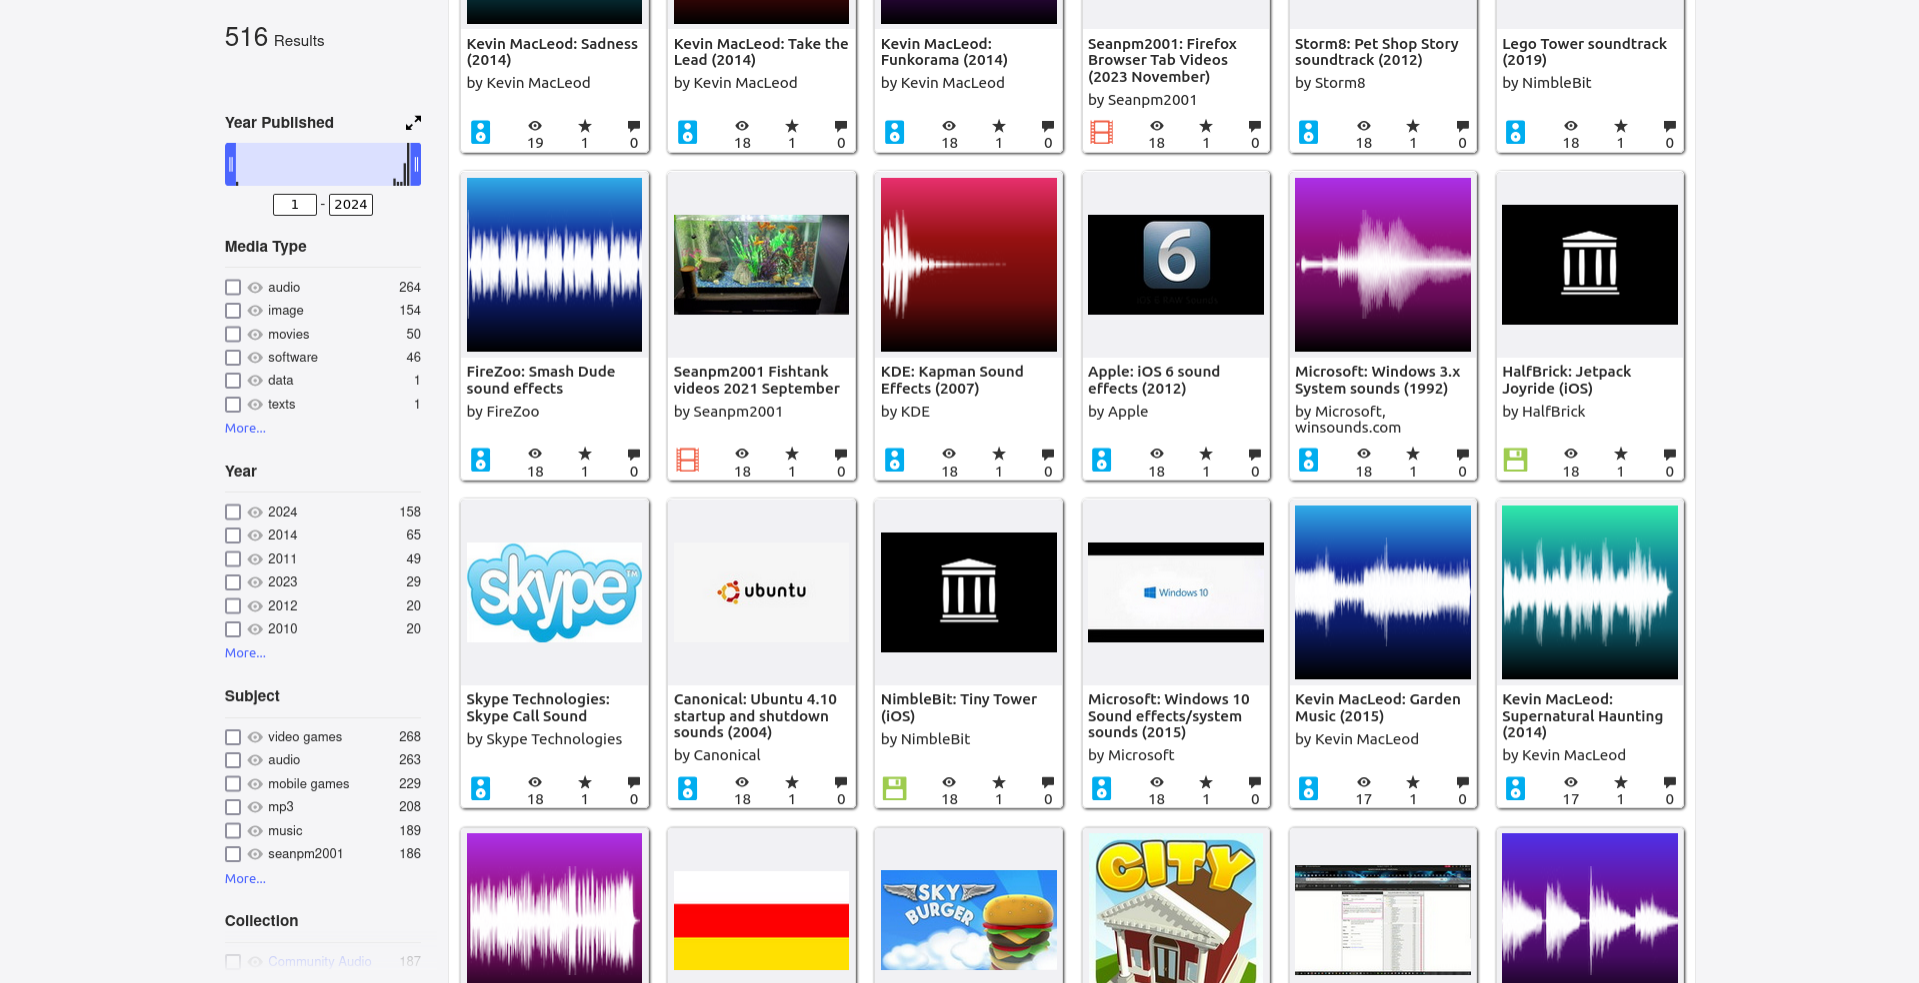 516 Results
Year Published
1 - 2024
Media Type
audio 264
image 154
movies 50
software 46
data 1
texts 1
More...
Year
2024 158
2014 65
2011 49
2023 29
2012 20
2010 20
More...
Subject
video games 268
audio 263
mobile games 229
mp3 208
music 189
seanpm2001 186
More...
Collection
Community Audio 187
Kevin MacLeod: Sadness
(2014)
by Kevin MacLeod
19 1 0
Kevin MacLeod: Take the
Lead (2014)
by Kevin MacLeod
18 1 0
Kevin MacLeod:
Funkorama (2014)
by Kevin MacLeod
18 1 0
Seanpm2001: Firefox
Browser Tab Videos
(2023 November)
by Seanpm2001
18 1 0
Storm8: Pet Shop Story
soundtrack (2012)
by Storm8
18 1 0
Lego Tower soundtrack
(2019)
by NimbleBit
18 1 0
FireZoo: Smash Dude
sound effects
by FireZoo
18 1 0
Seanpm2001 Fishtank
videos 2021 September
by Seanpm2001
18 1 0
KDE: Kapman Sound
Effects (2007)
by KDE
18 1 0
6
iOS 6 RAW Sounds
Apple: iOS 6 sound
effects (2012)
by Apple
18 1 0
Microsoft: Windows 3.x
System sounds (1992)
by Microsoft,
winsounds.com
18 1 0
HalfBrick: Jetpack
Joyride (iOS)
by HalfBrick
18 1 0
skype TM
Skype Technologies:
Skype Call Sound
by Skype Technologies
18 1 0
ubuntu
Canonical: Ubuntu 4.10
startup and shutdown
sounds (2004)
by Canonical
18 1 0
NimbleBit: Tiny Tower
(iOS)
by NimbleBit
18 1 0
Windows 10
Microsoft: Windows 10
Sound effects/system
sounds (2015)
by Microsoft
18 1 0
Kevin MacLeod: Garden
Music (2015)
by Kevin MacLeod
17 1 0
Kevin MacLeod:
Supernatural Haunting
(2014)
by Kevin MacLeod
17 1 0
SKY
BURGER
CITY